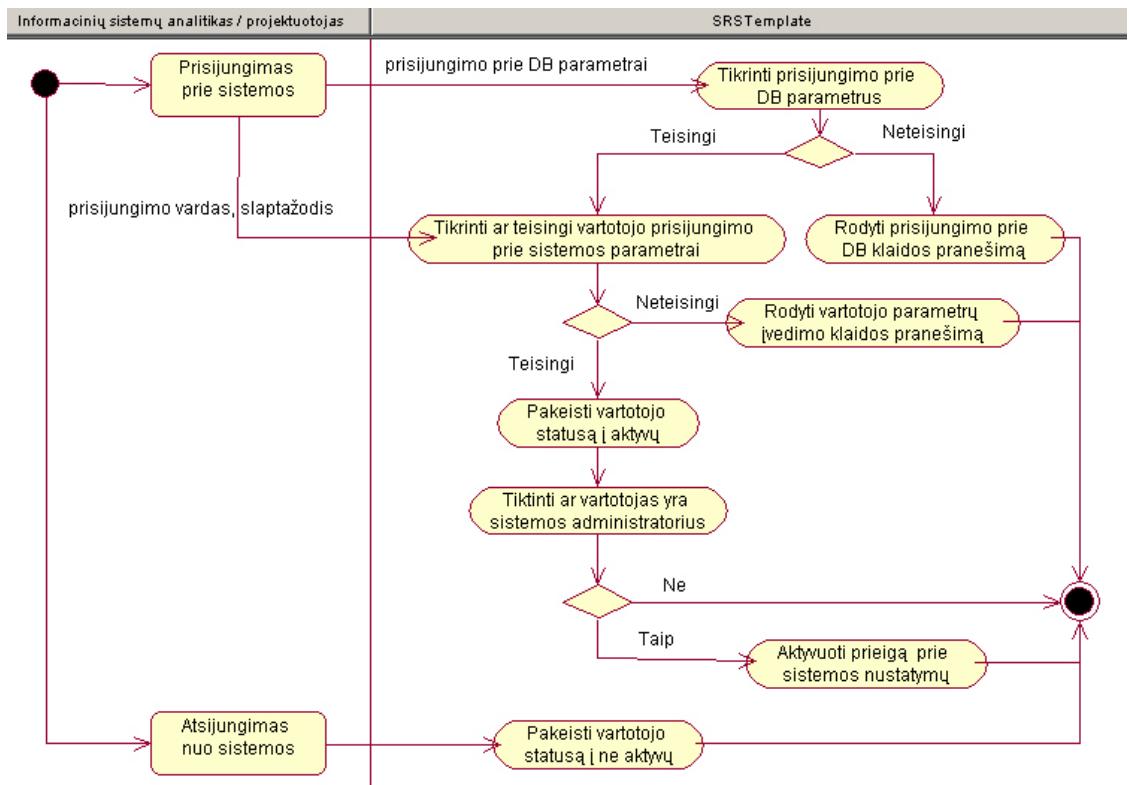 Informacinių sistemų analitikas / projektuotojas
SRSTemplate
Prisijungimas
prie sistemos
prisijungimo prie DB parametrai
Tikrinti prisijungimo prie
DB parametrus
Teisingi
Neteisingi
prisijungimo vardas, slaptažodis
Tikrinti ar teisingi vartotojo prisijungimo
prie sistemos parametrai
Rodyti prisijungimo prie
DB klaidos pranešimą
Neteisingi
Rodyti vartotojo parametrų
įvedimo klaidos pranešimą
Teisingi
Pakeisti vartotojo
statusą į aktyvų
Tiktinti ar vartotojas yra
sistemos administratorius
Ne
Taip
Aktyvuoti prieigą prie
sistemos nustatymų
Atsijungimas
nuo sistemos
Pakeisti vartotojo
statusą į ne aktyvų